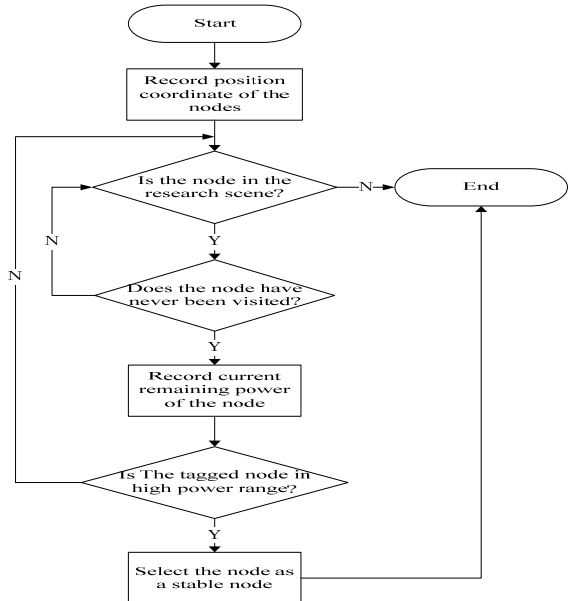 Start
Record position
coordinate of the
nodes
Is the node in the
research scene?
N
End
Y
N
N
Does the node have
never been visited?
Y
Record current
remaining power
of the node
Is The tagged node in
high power range?
Y
Select the node as
a stable node